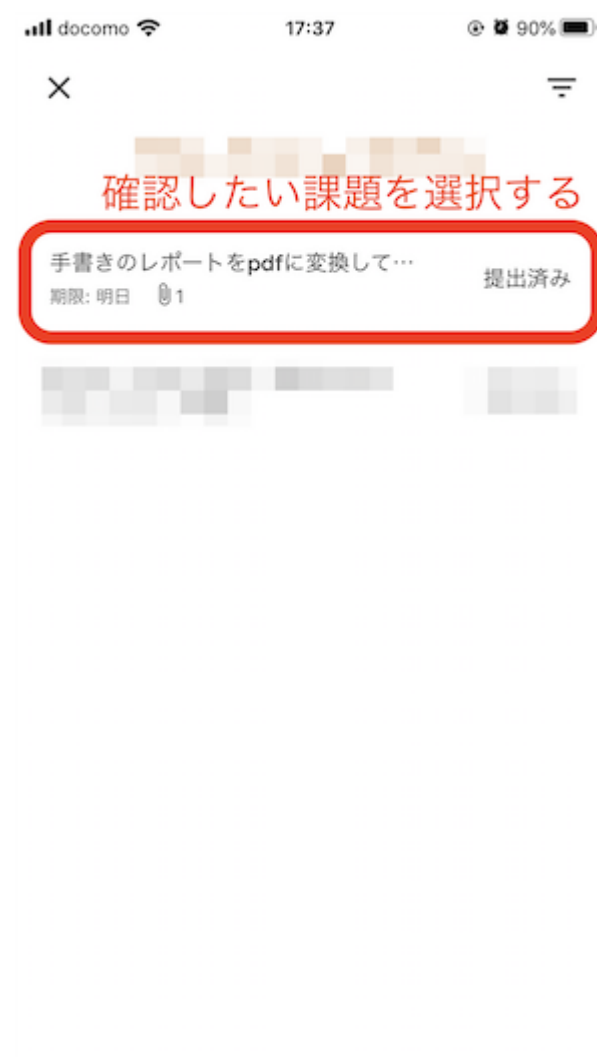 docomo 17:37 90%
確認したい課題を選択する
手書きのレポートをpdfに変換して…
提出済み
期限: 明日 1